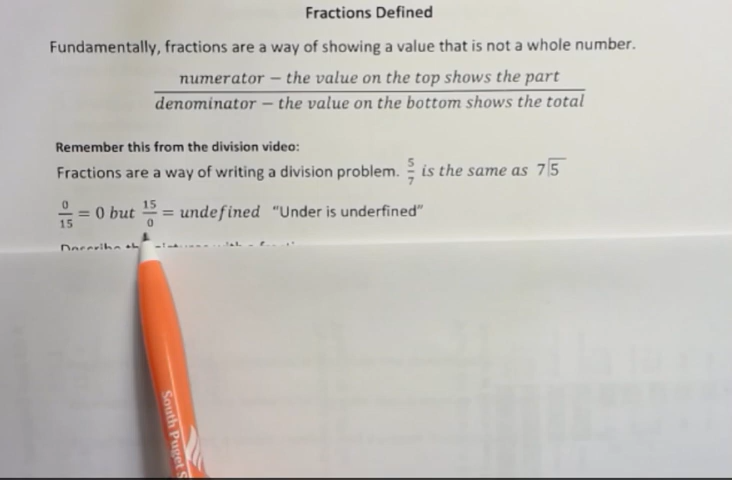 Fractions Defined
Fundamentally, fractions are a way of showing a value that is not a whole number.
numerator – the value on the top shows the part
denominator – the value on the bottom shows the total
Remember this from the division video:
Fractions are a way of writing a division problem. 5/7 is the same as 7⟌5
0/15 = 0 but 15/0 = undefined "Under is underfined"
South Puget S